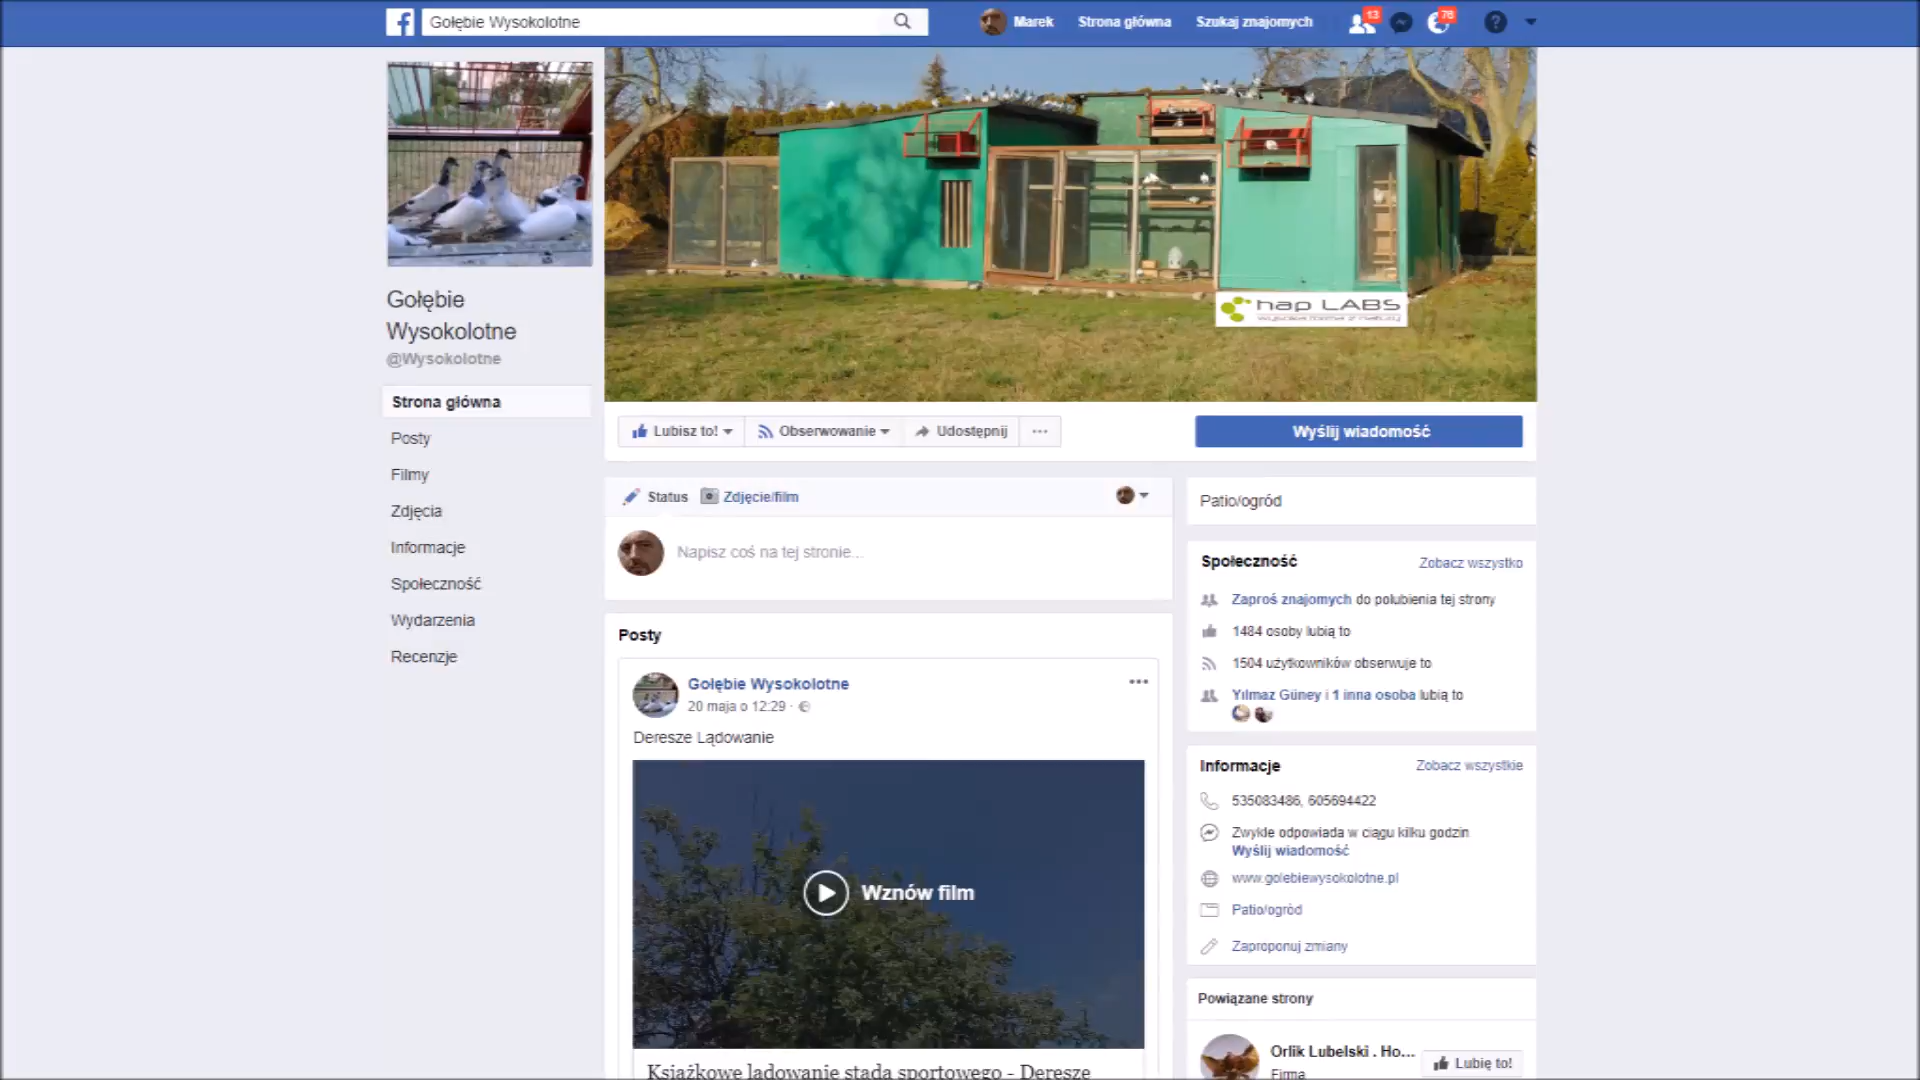 Gołębie Wysokolotne
Marek
Strona główna
Szukaj znajomych
13
76
Gołębie
Wysokolotne
@Wysokolotne
Strona główna
Posty
Filmy
Zdjęcia
Informacje
Społeczność
Wydarzenia
Recenzje
hap LABS
Lubisz to!
Obserwowanie
Udostępnij
Wyślij wiadomość
Status
Zdjęcie/film
Napisz coś na tej stronie...
Posty
Gołębie Wysokolotne
20 maja o 12:29 ·
Deresze Lądowanie
Wznów film
Książkowe lądowanie stada sportowego - Deresze
Patio/ogród
Społeczność
Zobacz wszystko
Zaproś znajomych do polubienia tej strony
1484 osoby lubią to
1504 użytkowników obserwuje to
Yılmaz Güney i 1 inna osoba lubią to
Informacje
Zobacz wszystkie
535083486, 605694422
Zwykle odpowiada w ciągu kilku godzin
Wyślij wiadomość
www.golebiewysokolotne.pl
Patio/ogród
Zaproponuj zmiany
Powiązane strony
Orlik Lubelski . Ho...
Firma
Lubię to!